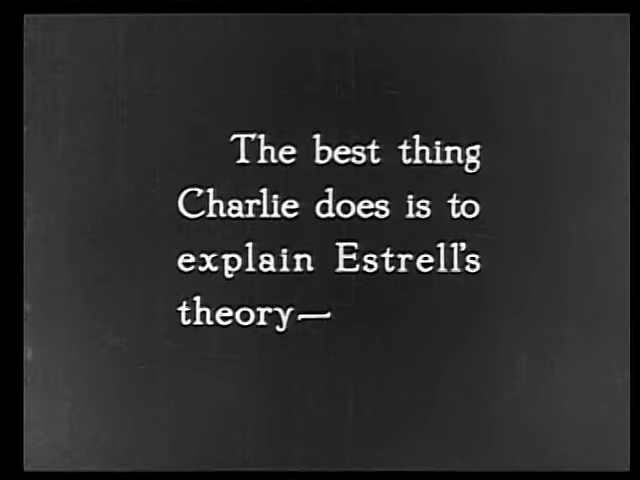 The best thing
Charlie does is to
explain Estrell's
theory—